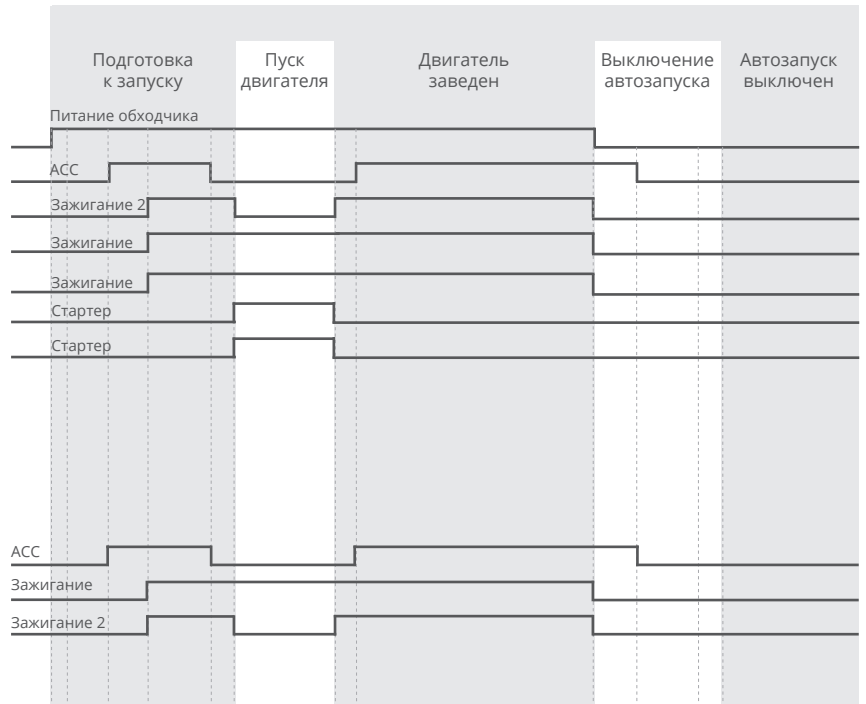 Подготовка
к запуску
Пуск
двигателя
Двигатель
заведен
Выключение
автозапуска
Автозапуск
выключен
Питание обходчика
ACC
Зажигание 2
Зажигание
Зажигание
Стартер
Стартер
ACC
Зажигание
Зажигание 2